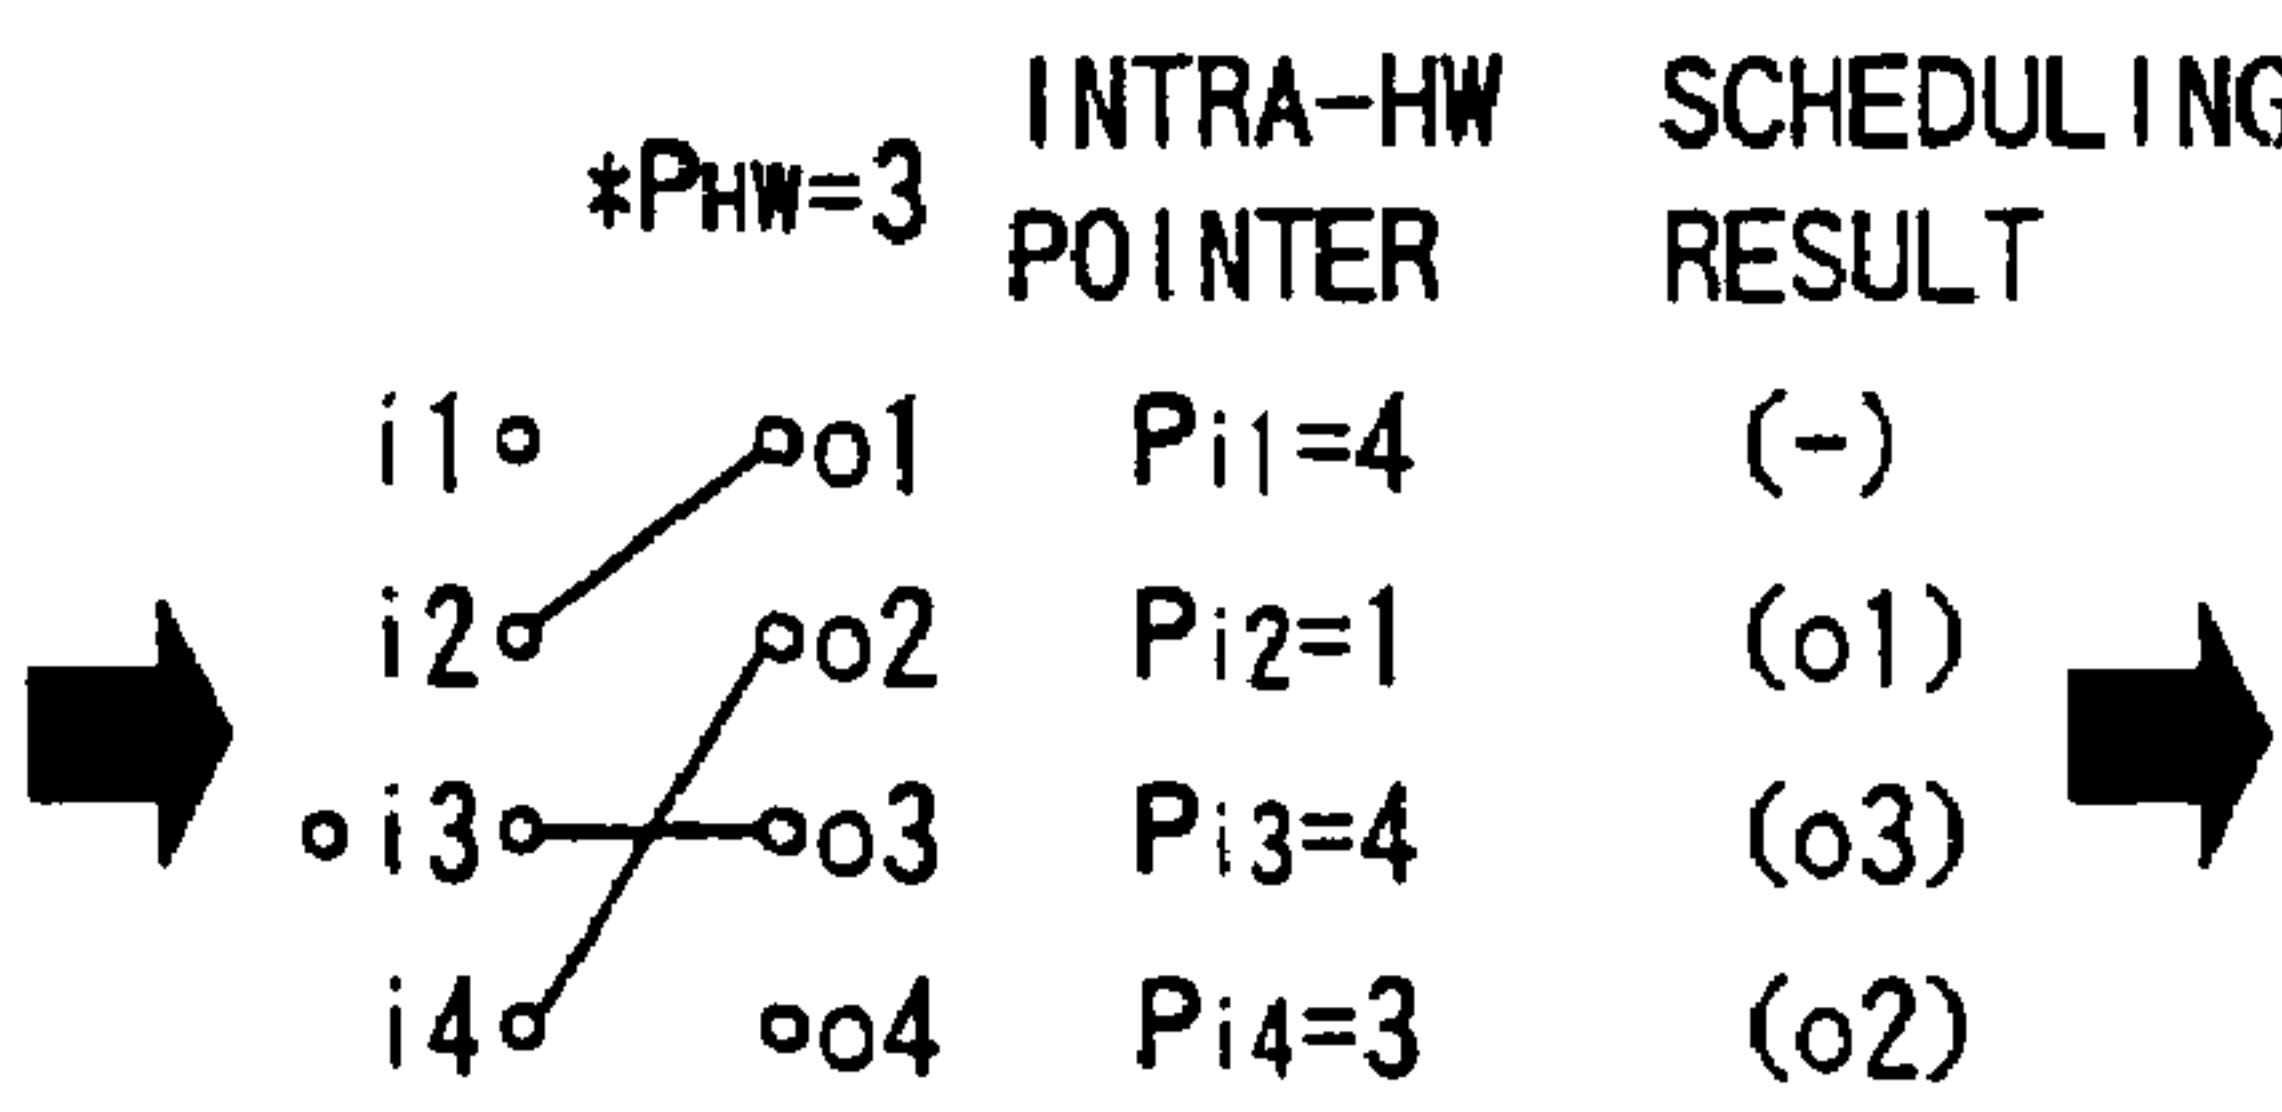 *PHW=3 INTRA-HW SCHEDULING
POINTER RESULT
i1 o1 Pi1=4 (-)
i2 o2 Pi2=1 (o1)
o i3 o3 Pi3=4 (o3)
i4 o4 Pi4=3 (o2)